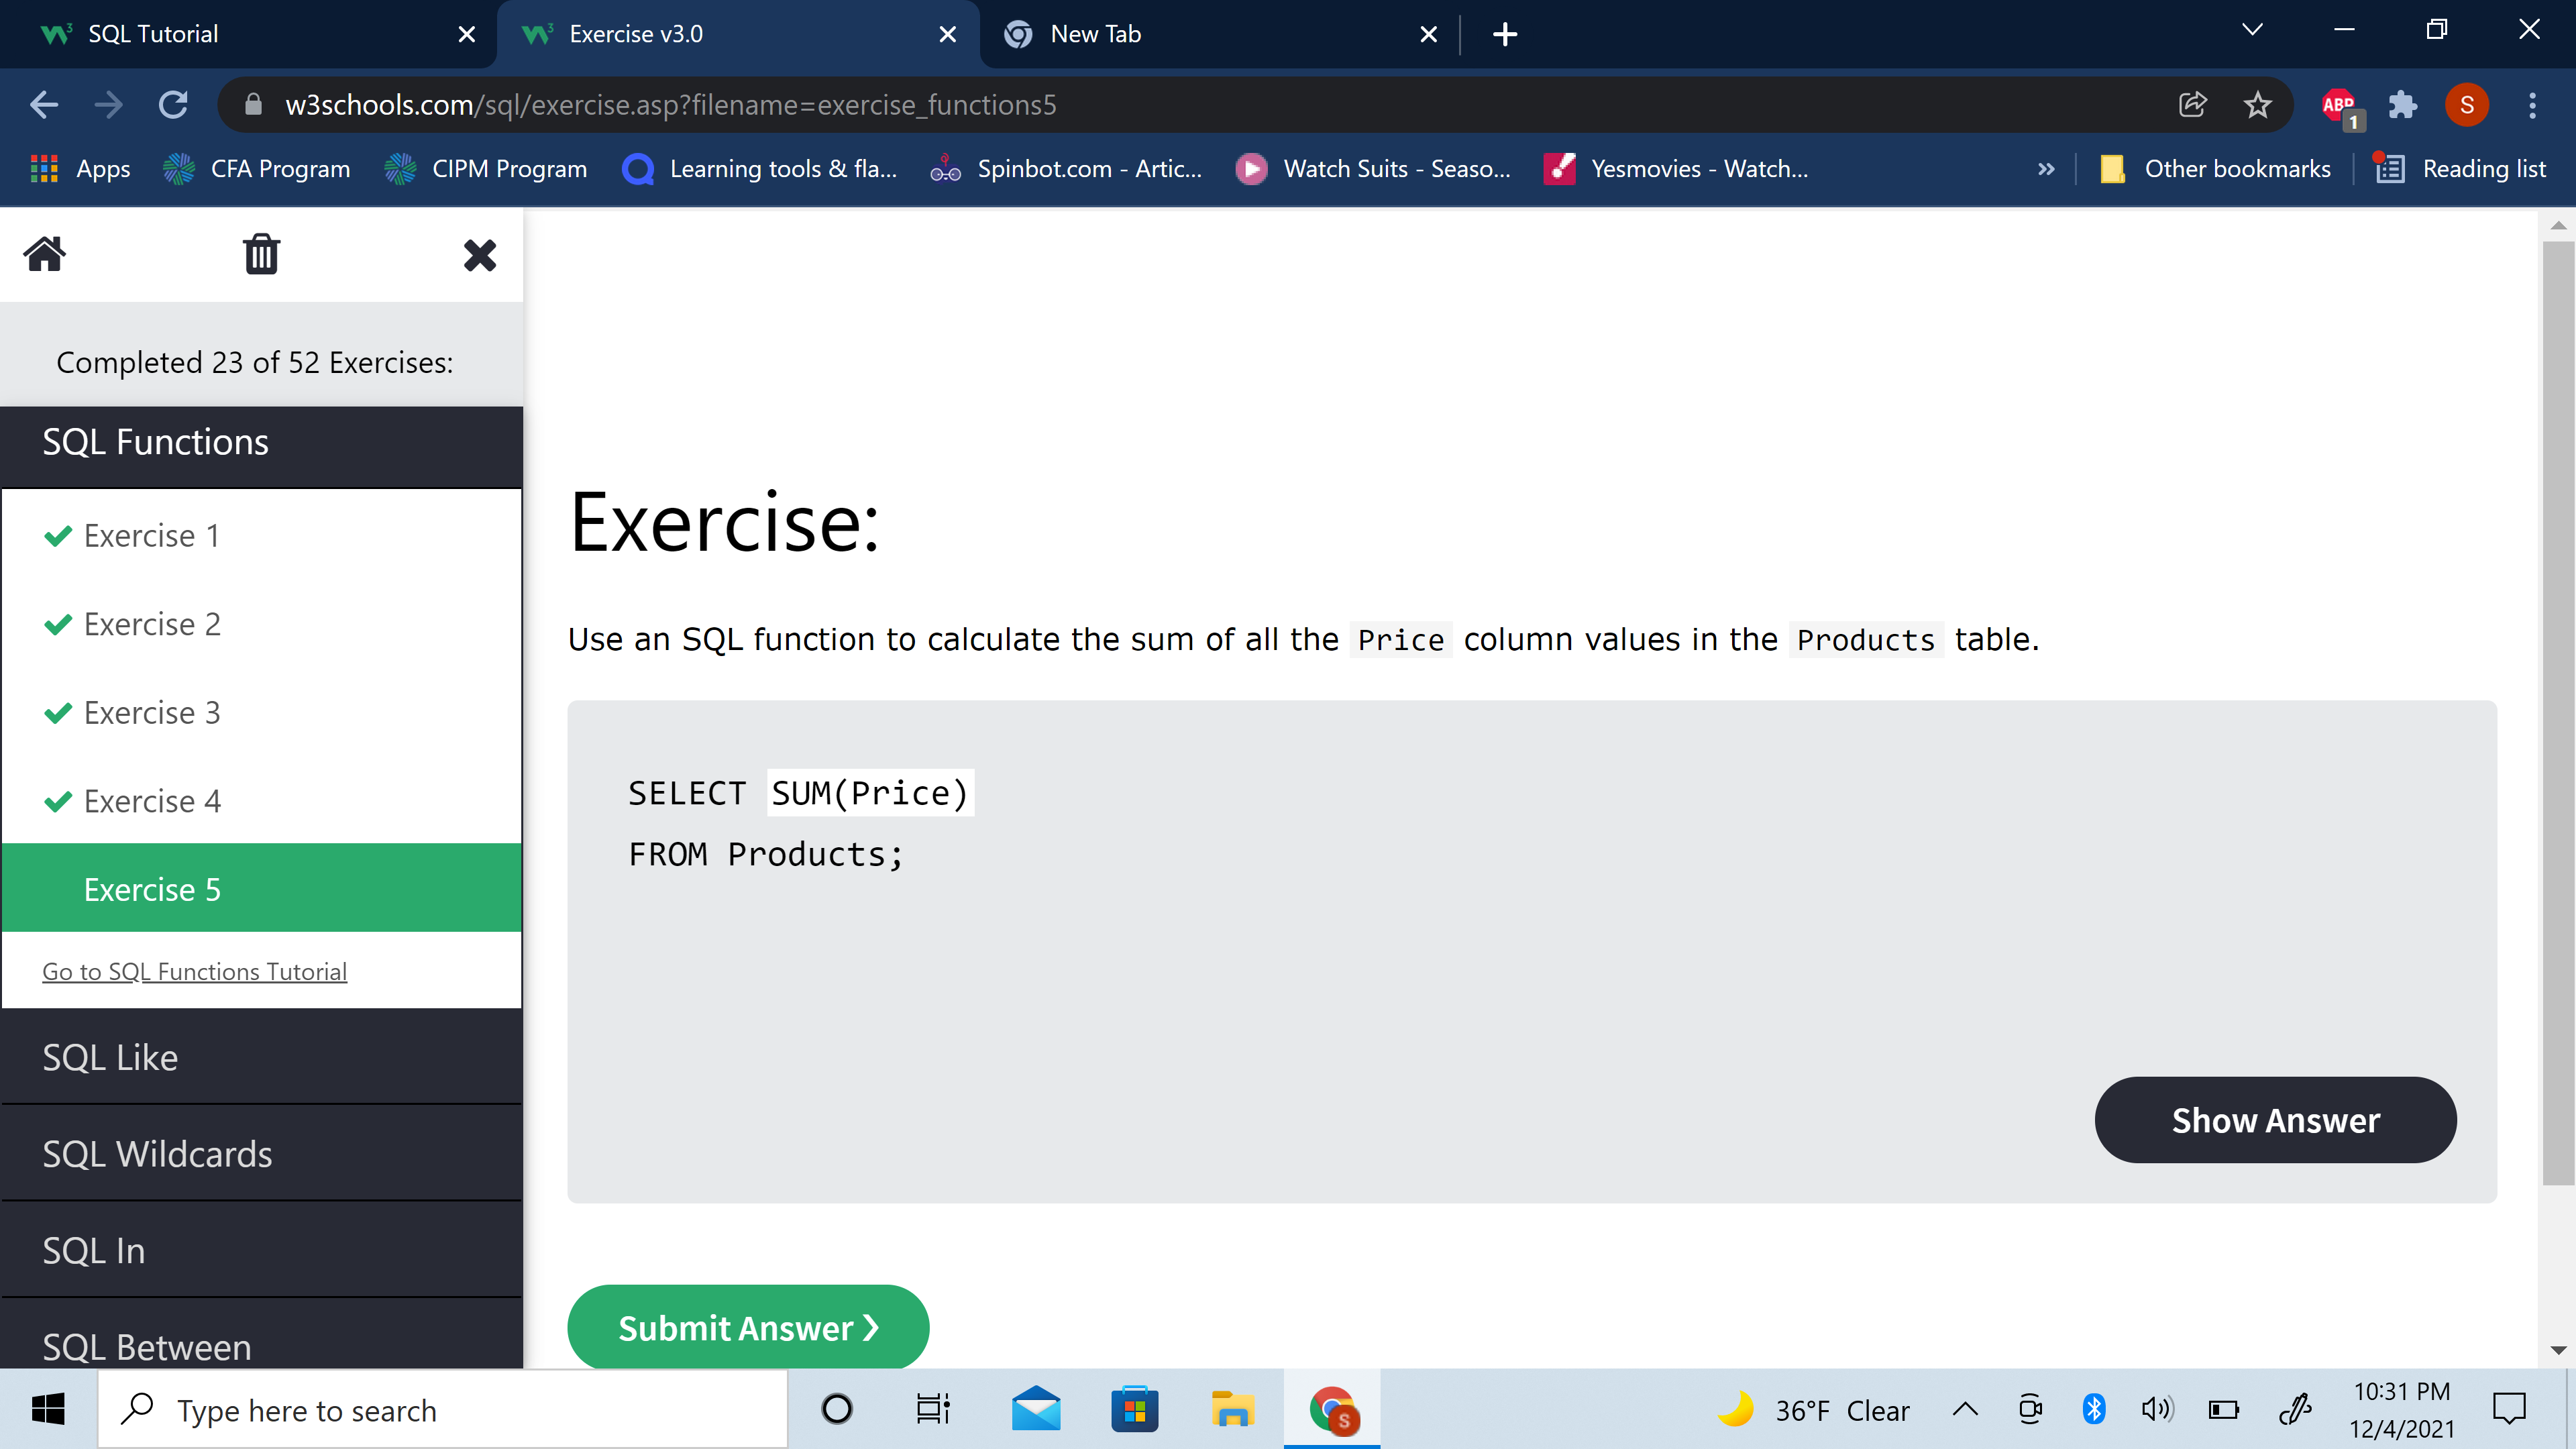 SQL Tutorial
Exercise v3.0
New Tab
w3schools.com/sql/exercise.asp?filename=exercise_functions5
ABP
1
S
Apps
CFA Program
CIPM Program
Learning tools & fla...
Spinbot.com - Artic...
Watch Suits - Seaso...
Yesmovies - Watch...
»
Other bookmarks
Reading list
Completed 23 of 52 Exercises:
SQL Functions
Exercise 1
Exercise 2
Exercise 3
Exercise 4
Exercise 5
Go to SQL Functions Tutorial
SQL Like
SQL Wildcards
SQL In
SQL Between
Exercise:
Use an SQL function to calculate the sum of all the Price column values in the Products table.
SELECT SUM(Price)
FROM Products;
Show Answer
Submit Answer ❯
Type here to search
S
36°F Clear
10:31 PM
12/4/2021